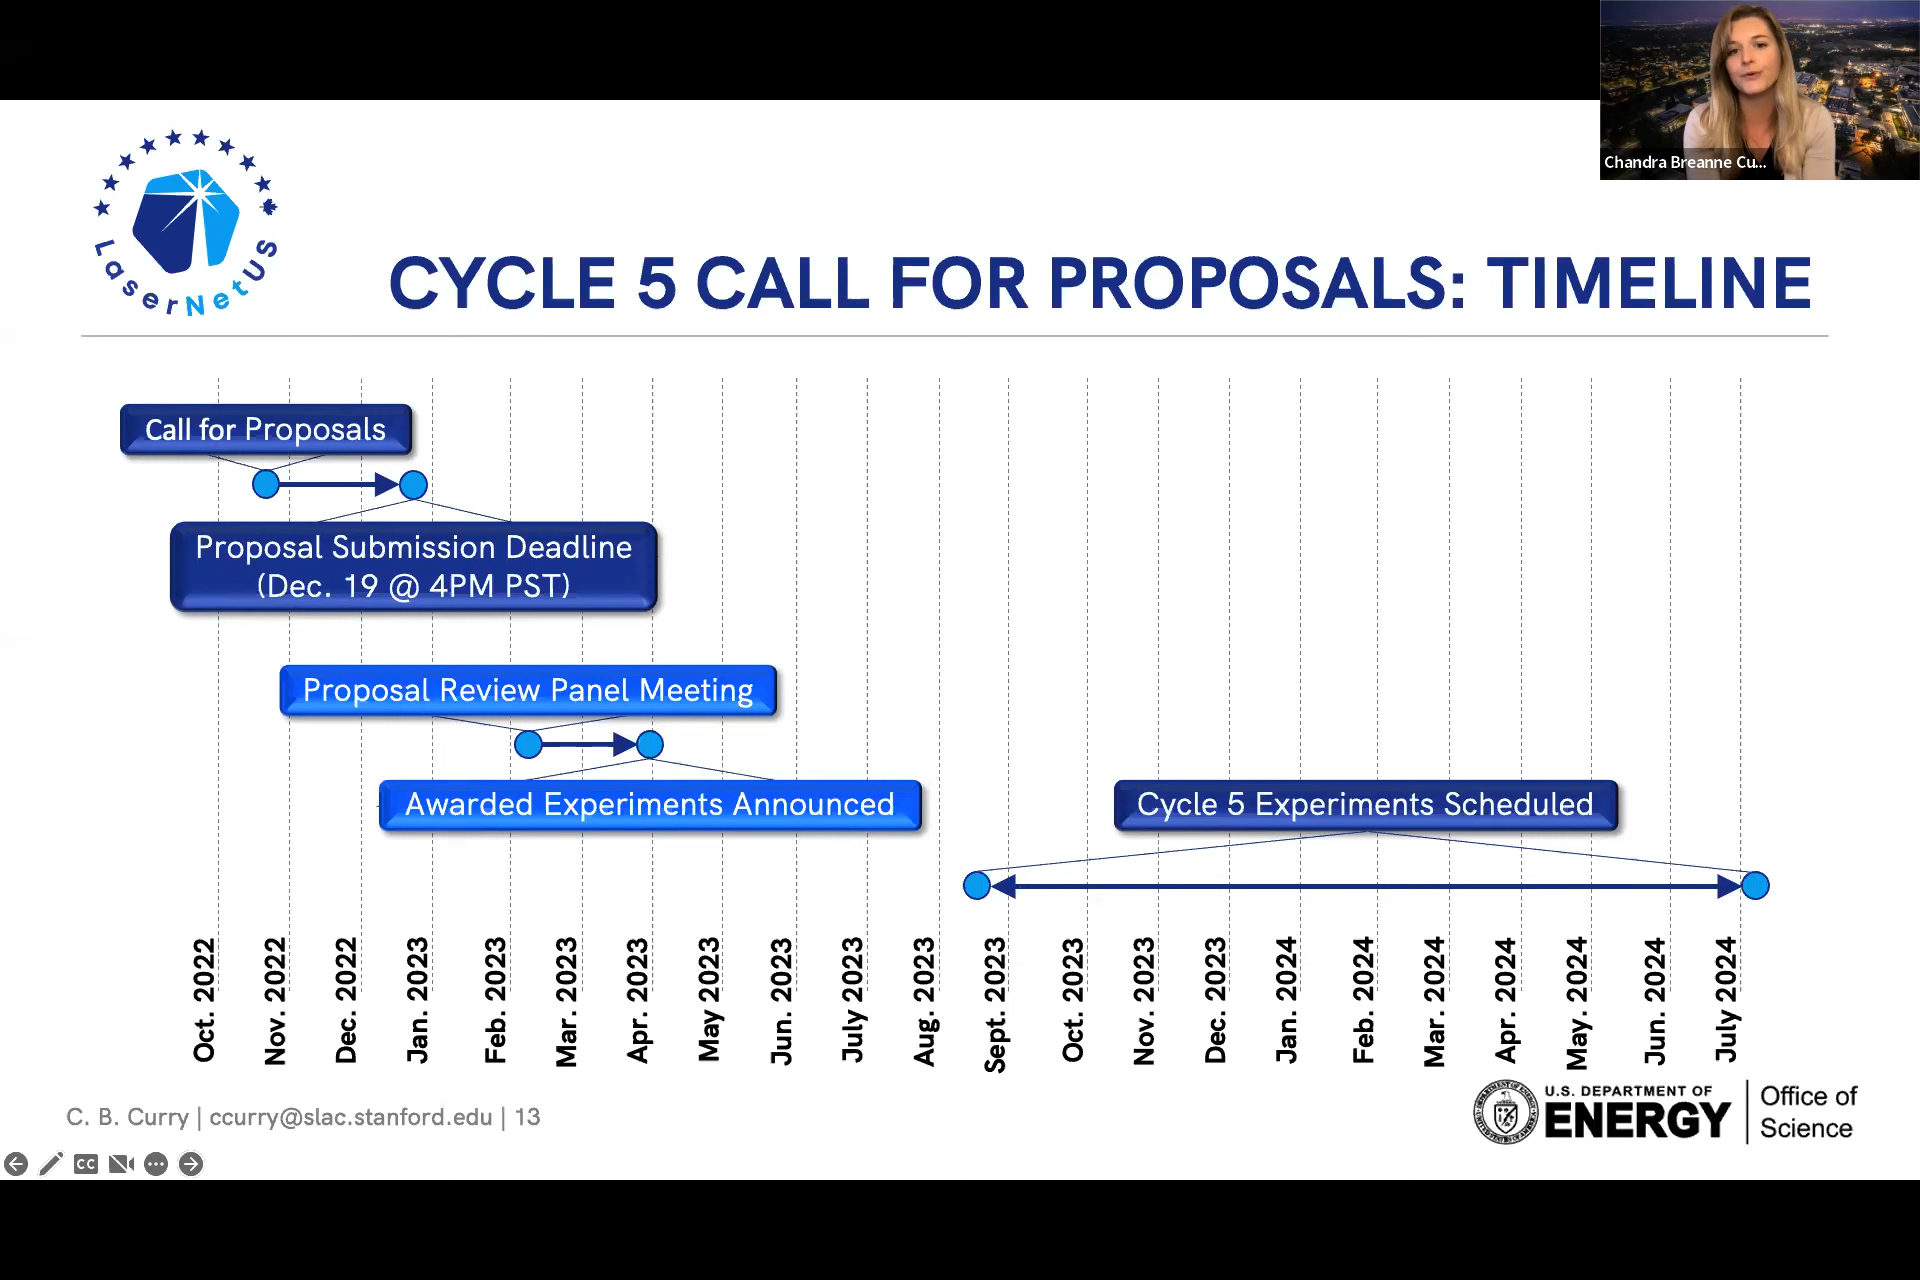 Chandra Breanne Cu...
LaserNetUS
CYCLE 5 CALL FOR PROPOSALS: TIMELINE
Call for Proposals
Proposal Submission Deadline
(Dec. 19 @ 4PM PST)
Proposal Review Panel Meeting
Awarded Experiments Announced
Cycle 5 Experiments Scheduled
Oct. 2022
Nov. 2022
Dec. 2022
Jan. 2023
Feb. 2023
Mar. 2023
Apr. 2023
May 2023
Jun. 2023
July 2023
Aug. 2023
Sept. 2023
Oct. 2023
Nov. 2023
Dec. 2023
Jan. 2024
Feb. 2024
Mar. 2024
Apr. 2024
May. 2024
Jun. 2024
July 2024
C. B. Curry | ccurry@slac.stanford.edu | 13
U.S. DEPARTMENT OF
ENERGY
Office of
Science
CC